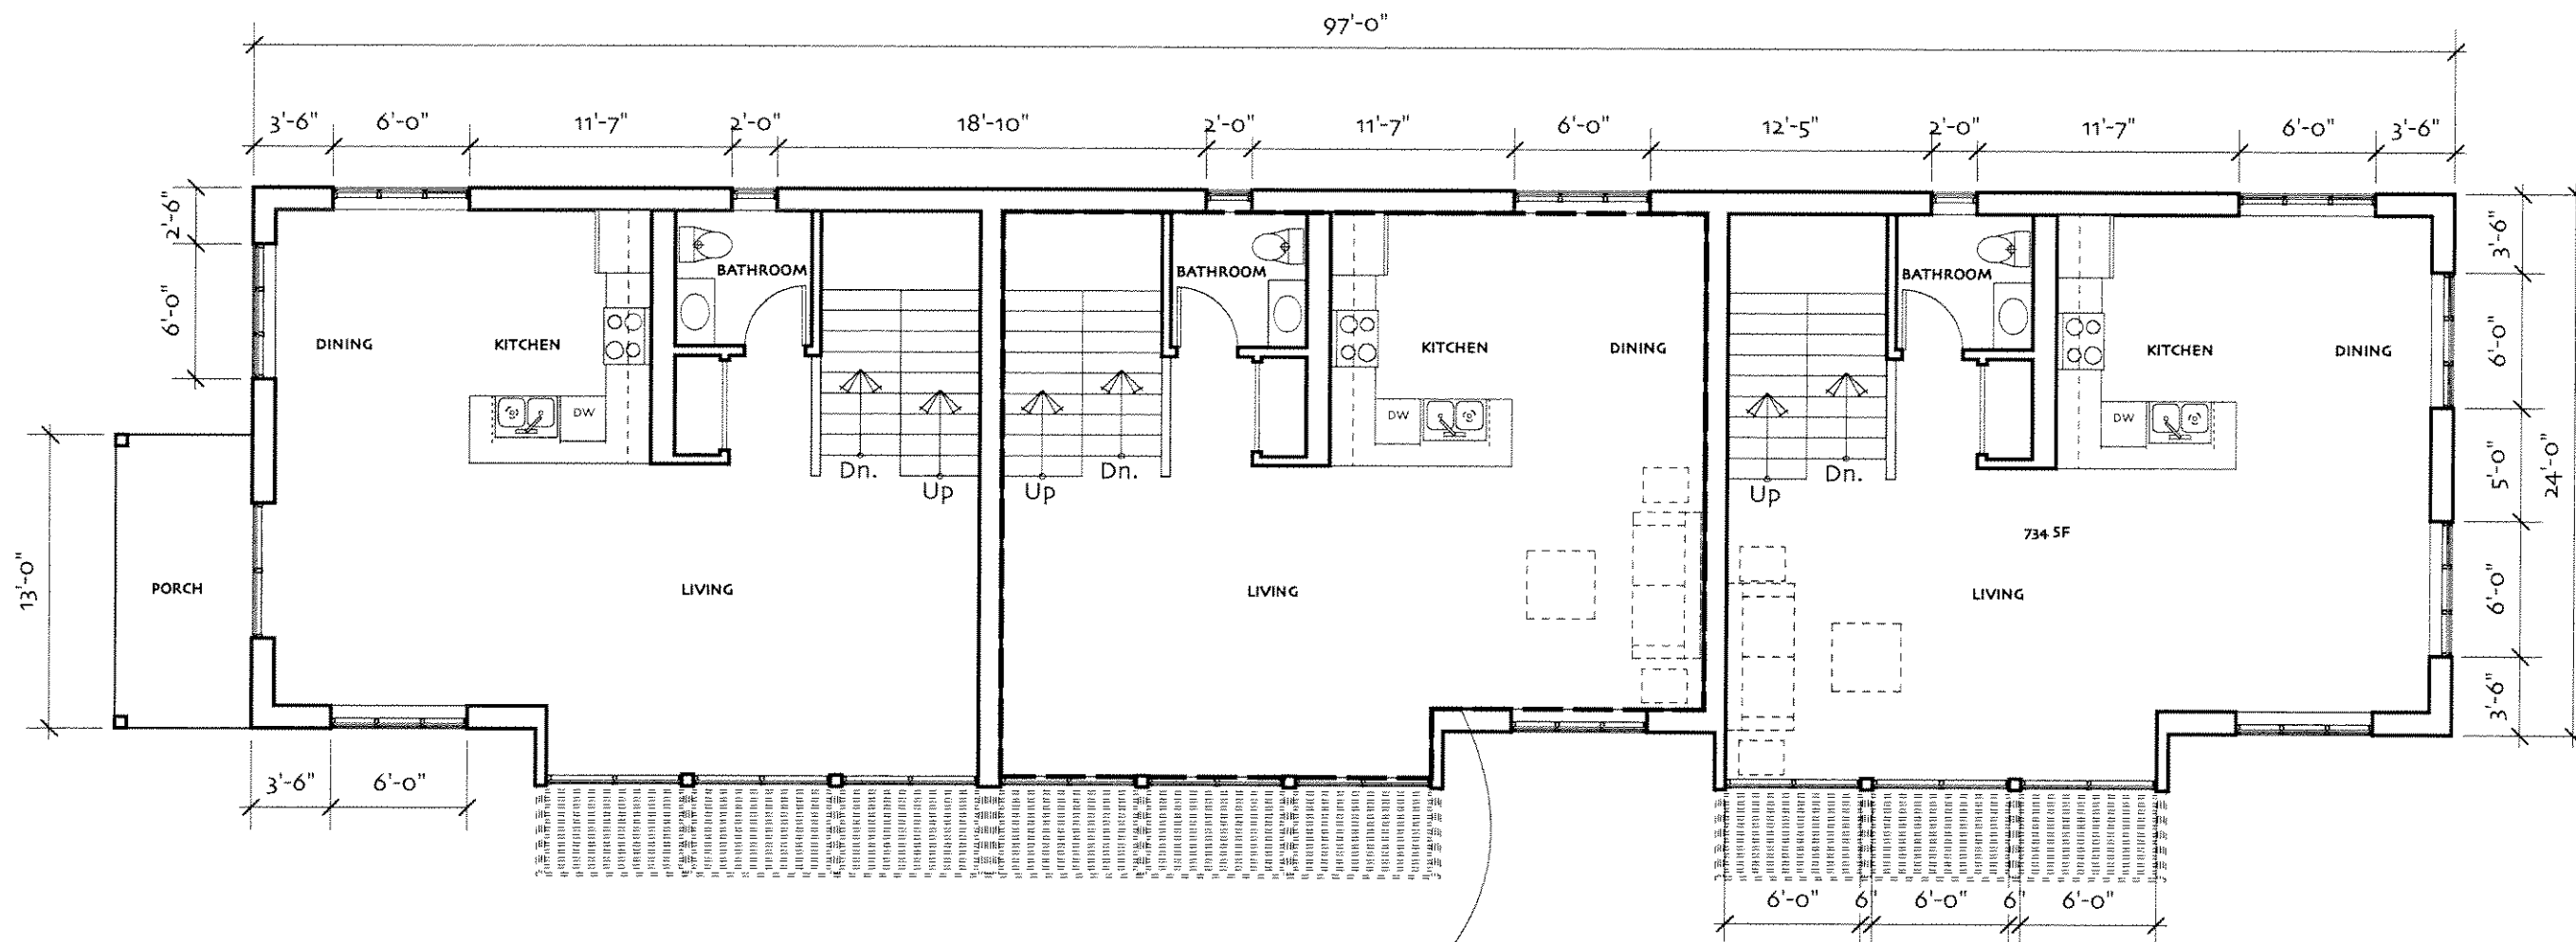 97'-0"
3'-6" 6'-0" 11'-7" 2'-0" 18'-10" 2'-0" 11'-7" 6'-0" 12'-5" 2'-0" 11'-7" 6'-0" 3'-6"
2'-6"
6'-0"
13'-0"
BATHROOM BATHROOM BATHROOM
DINING KITCHEN KITCHEN DINING KITCHEN DINING
DW DW DW
Dn. Up Up Dn. Up Dn.
734 SF
PORCH LIVING LIVING LIVING
3'-6"
6'-0"
5'-0"
24'-0"
6'-0"
3'-6"
3'-6" 6'-0"
6'-0" 6" 6'-0" 6" 6'-0"